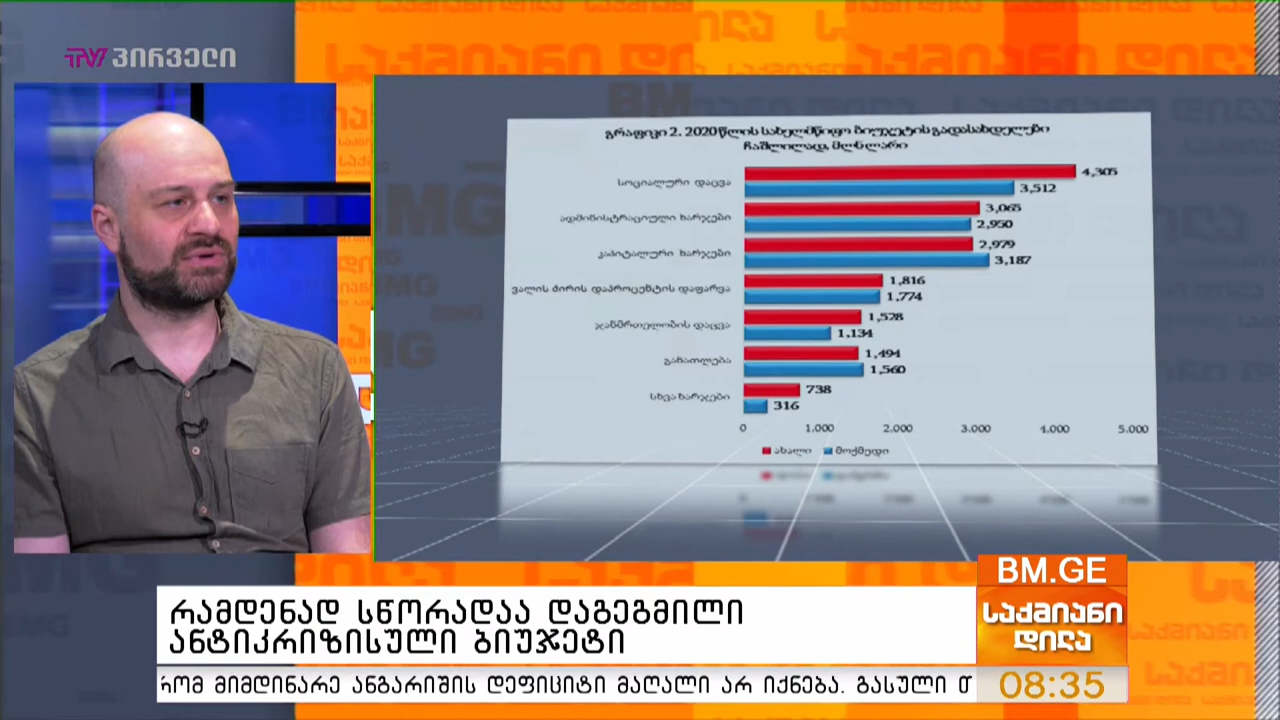 TV ᲞᲘᲠᲕᲔᲚᲘ
გრაფიკი 2. 2020 წლის სახელმწიფო ბიუჯეტის გადასახდელები
ჩაშლილად, მლნ ლარი
სოციალური დაცვა 4,305
3,512
ადმინისტრაციული ხარჯები 3,065
2,950
კაპიტალური ხარჯები 2,979
3,187
ვალის ძირის დაპროცენტის დაფარვა 1,816
1,774
ჯანმრთელობის დაცვა 1,528
1,134
განათლება 1,494
1,560
სხვა ხარჯები 738
316
0 1.000 2.000 3.000 4.000 5.000
ახალი მოქმედი
BM.GE
ᲡᲐᲥᲛᲘᲐᲜᲘ
ᲓᲘᲚᲐ
ᲠᲐᲛᲓᲔᲜᲐᲓ ᲡᲬᲝᲠᲐᲓᲐᲐ ᲓᲐᲒᲔᲒᲛᲘᲚᲘ
ᲐᲜᲢᲘᲙᲠᲘᲖᲘᲡᲣᲚᲘ ᲑᲘᲣᲯᲔᲢᲘ
ᲠᲝᲛ ᲛᲘᲛᲓᲘᲜᲐᲠᲔ ᲐᲜᲒᲐᲠᲘᲨᲘᲡ ᲓᲔᲤᲘᲪᲘᲢᲘ ᲛᲐᲦᲐᲚᲘ ᲐᲠ ᲘᲥᲜᲔᲑᲐ. ᲒᲐᲡᲣᲚᲘ
08:35